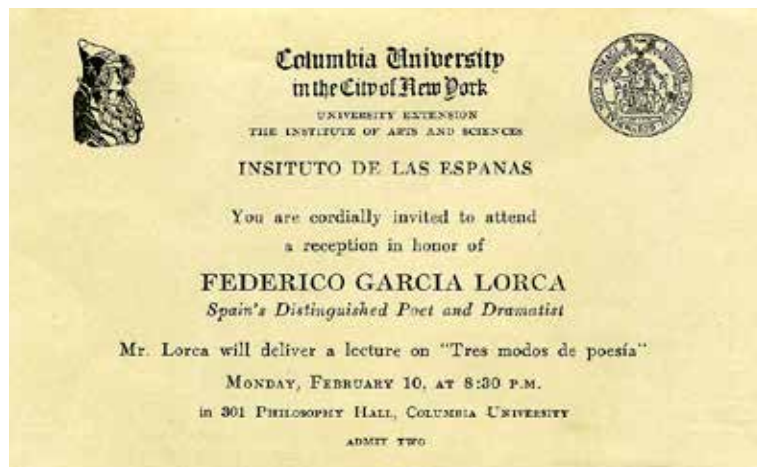 Columbia University
in the City of New York
UNIVERSITY EXTENSION
THE INSTITUTE OF ARTS AND SCIENCES
INSITUTO DE LAS ESPANAS
You are cordially invited to attend
a reception in honor of
FEDERICO GARCIA LORCA
Spain's Distinguished Poet and Dramatist
Mr. Lorca will deliver a lecture on "Tres modos de poesía"
MONDAY, FEBRUARY 10, AT 8:30 P.M.
in 301 PHILOSOPHY HALL, COLUMBIA UNIVERSITY
ADMIT TWO